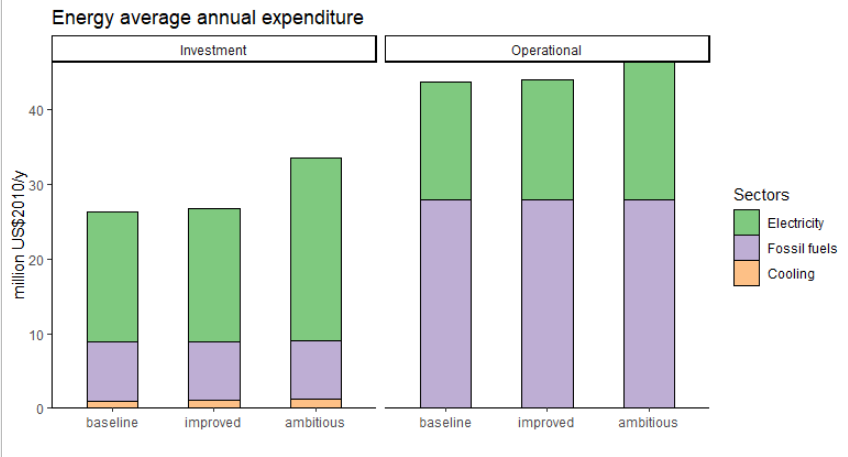 Energy average annual expenditure
Investment
Operational
million US$2010/y
40
30
20
10
0
baseline
improved
ambitious
baseline
improved
ambitious
Sectors
Electricity
Fossil fuels
Cooling